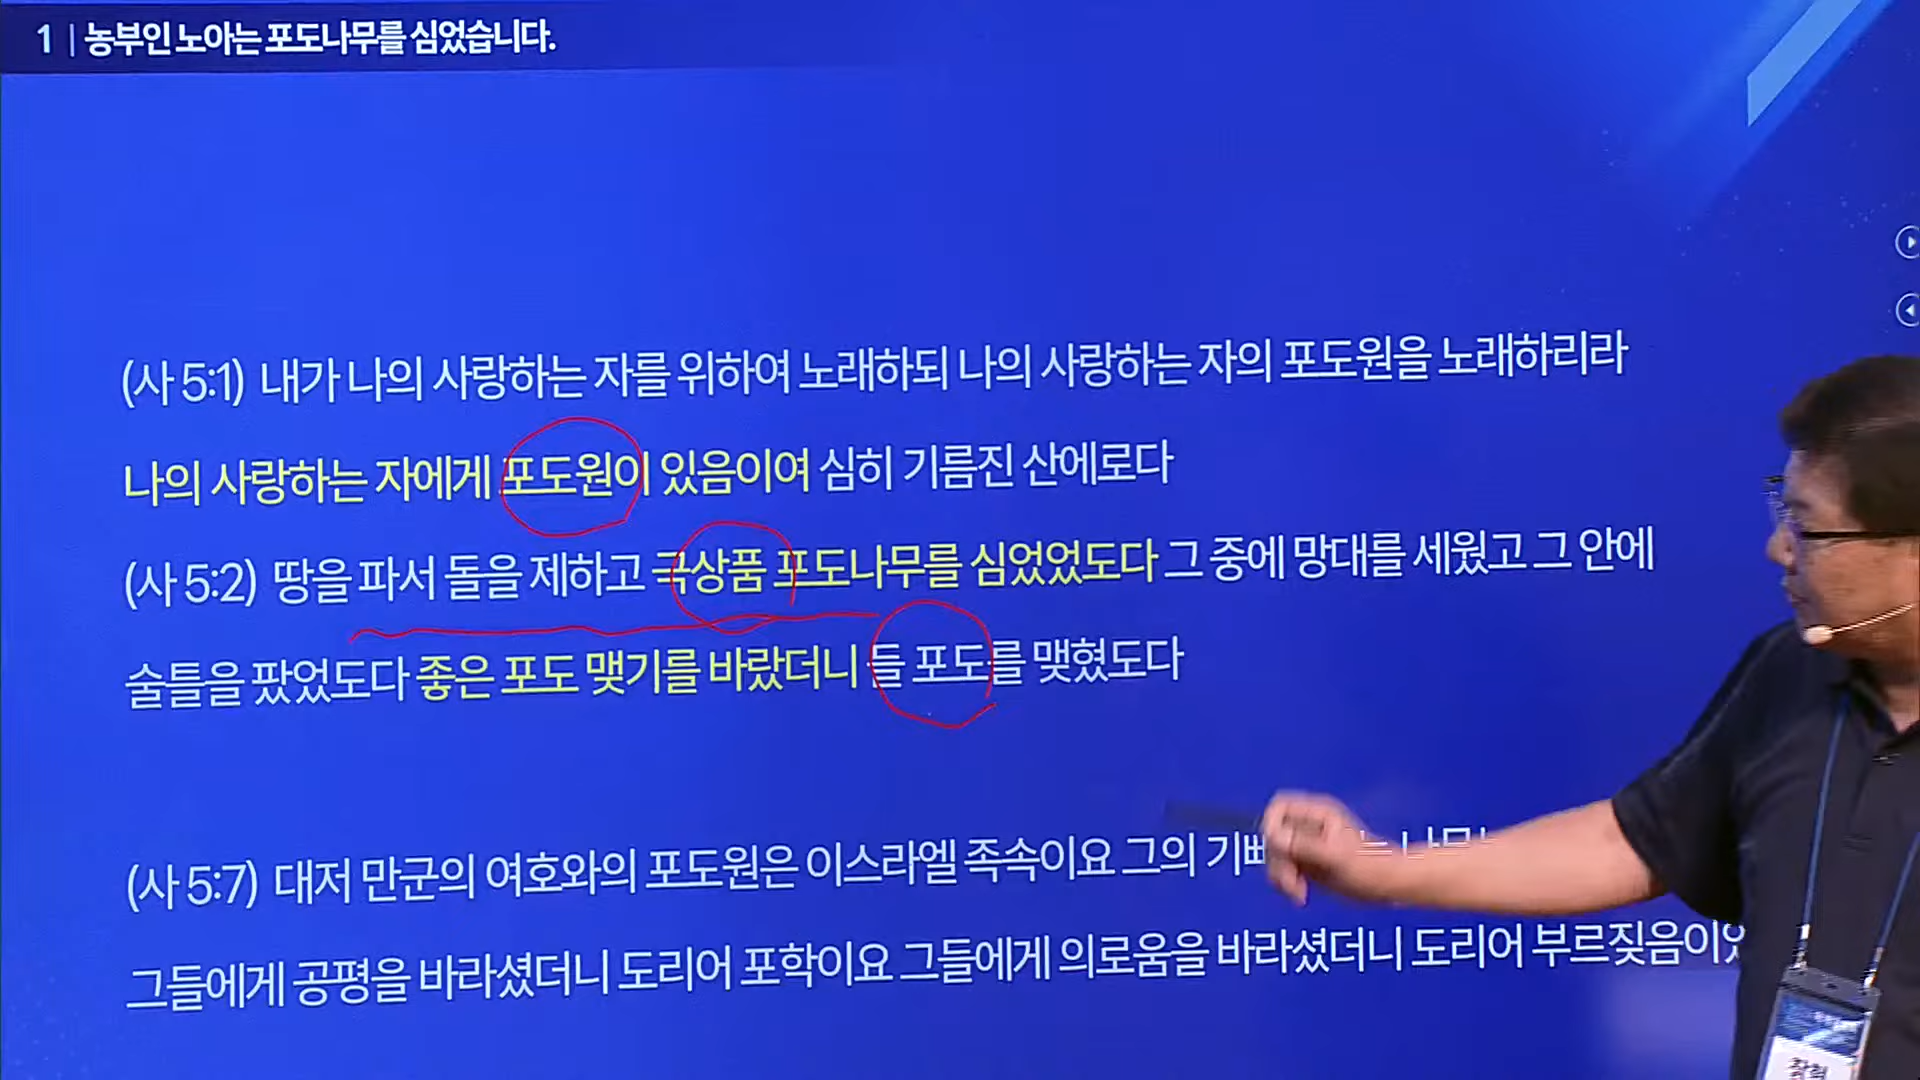 1 | 농부인 노아는 포도나무를 심었습니다.
(사 5:1) 내가 나의 사랑하는 자를 위하여 노래하되 나의 사랑하는 자의 포도원을 노래하리라
나의 사랑하는 자에게 포도원이 있음이여 심히 기름진 산에로다
(사 5:2) 땅을 파서 돌을 제하고 극상품 포도나무를 심었었도다 그 중에 망대를 세웠고 그 안에
술틀을 팠었도다 좋은 포도 맺기를 바랐더니 들 포도를 맺혔도다
(사 5:7) 대저 만군의 여호와의 포도원은 이스라엘 족속이요 그의
그들에게 공평을 바라셨더니 도리어 포학이요 그들에게 의로움을 바라셨더니 도리어